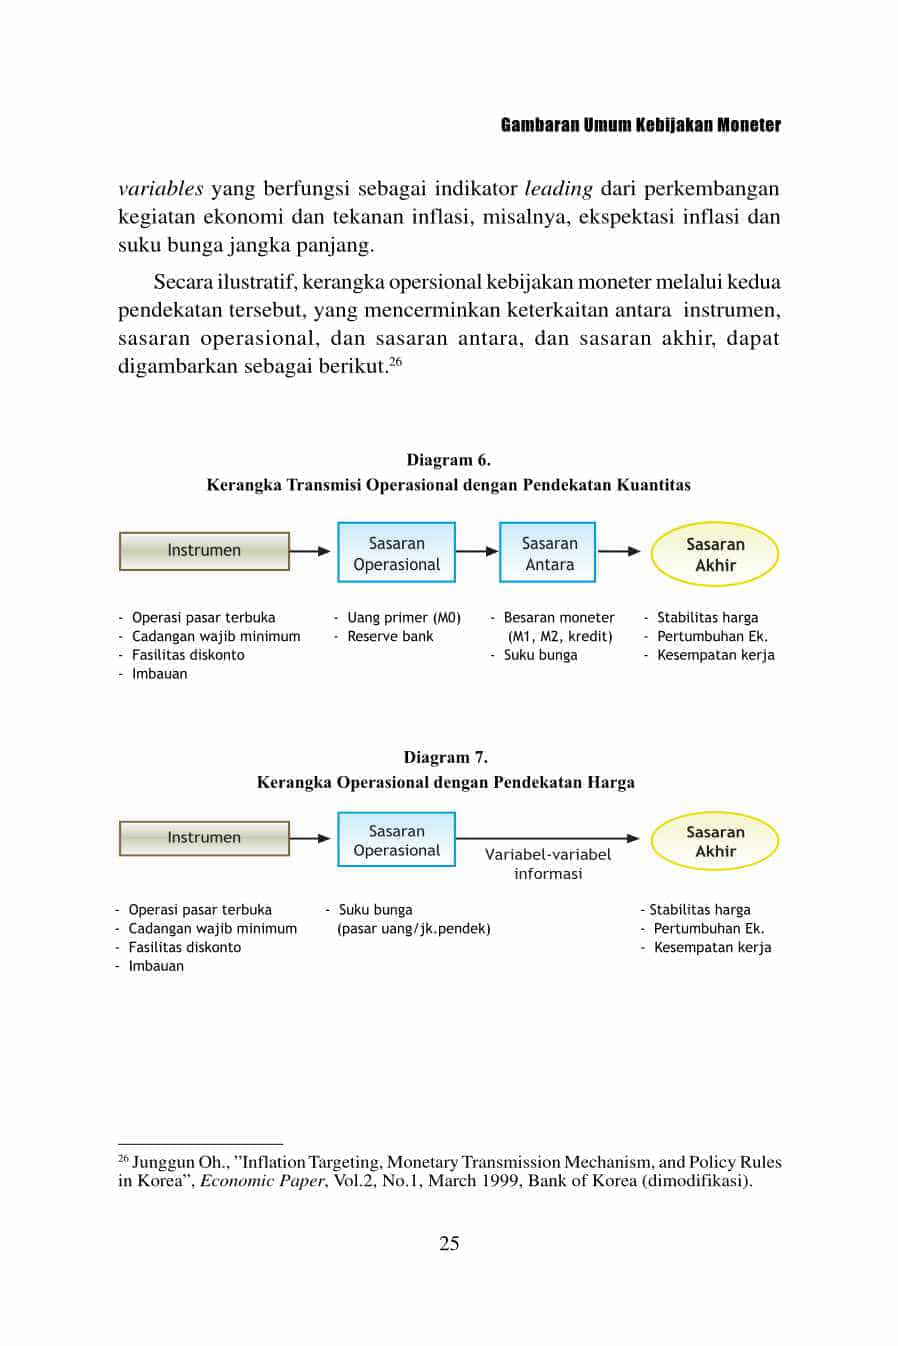 Gambaran Umum Kebijakan Moneter
variables yang berfungsi sebagai indikator leading dari perkembangan
kegiatan ekonomi dan tekanan inflasi, misalnya, ekspektasi inflasi dan
suku bunga jangka panjang.
Secara ilustratif, kerangka opersional kebijakan moneter melalui kedua
pendekatan tersebut, yang mencerminkan keterkaitan antara instrumen,
sasaran operasional, dan sasaran antara, dan sasaran akhir, dapat
digambarkan sebagai berikut.26
Diagram 6.
Kerangka Transmisi Operasional dengan Pendekatan Kuantitas
Instrumen
Sasaran
Operasional
Sasaran
Antara
Sasaran
Akhir
- Operasi pasar terbuka
- Cadangan wajib minimum
- Fasilitas diskonto
- Imbauan
- Uang primer (M0)
- Reserve bank
- Besaran moneter
(M1, M2, kredit)
- Suku bunga
- Stabilitas harga
- Pertumbuhan Ek.
- Kesempatan kerja
Diagram 7.
Kerangka Operasional dengan Pendekatan Harga
Instrumen
Sasaran
Operasional
Variabel-variabel
informasi
Sasaran
Akhir
- Operasi pasar terbuka
- Cadangan wajib minimum
- Fasilitas diskonto
- Imbauan
- Suku bunga
(pasar uang/jk.pendek)
- Stabilitas harga
- Pertumbuhan Ek.
- Kesempatan kerja
26 Junggun Oh., ”Inflation Targeting, Monetary Transmission Mechanism, and Policy Rules
in Korea”, Economic Paper, Vol.2, No.1, March 1999, Bank of Korea (dimodifikasi).
25